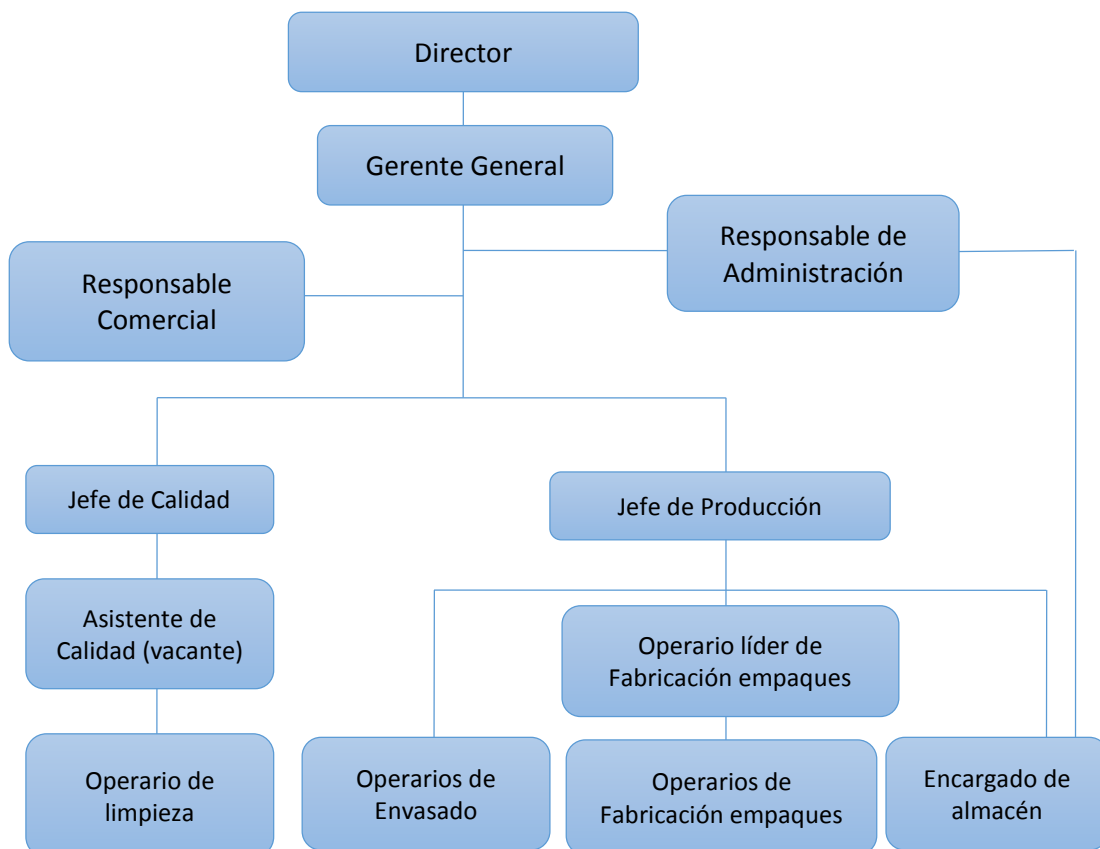 Director
Gerente General
Responsable de
Administración
Responsable
Comercial
Jefe de Calidad
Jefe de Producción
Asistente de
Calidad (vacante)
Operario líder de
Fabricación empaques
Operario de
limpieza
Operarios de
Envasado
Operarios de
Fabricación empaques
Encargado de
almacén